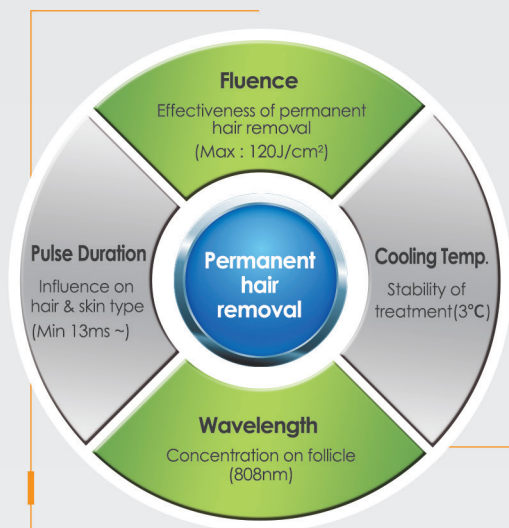 Fluence
Effectiveness of permanent
hair removal
(Max : 120J/cm²)
Pulse Duration
Influence on
hair & skin type
(Min 13ms ~)
Permanent
hair
removal
Cooling Temp.
Stability of
treatment(3°C)
Wavelength
Concentration on follicle
(808nm)